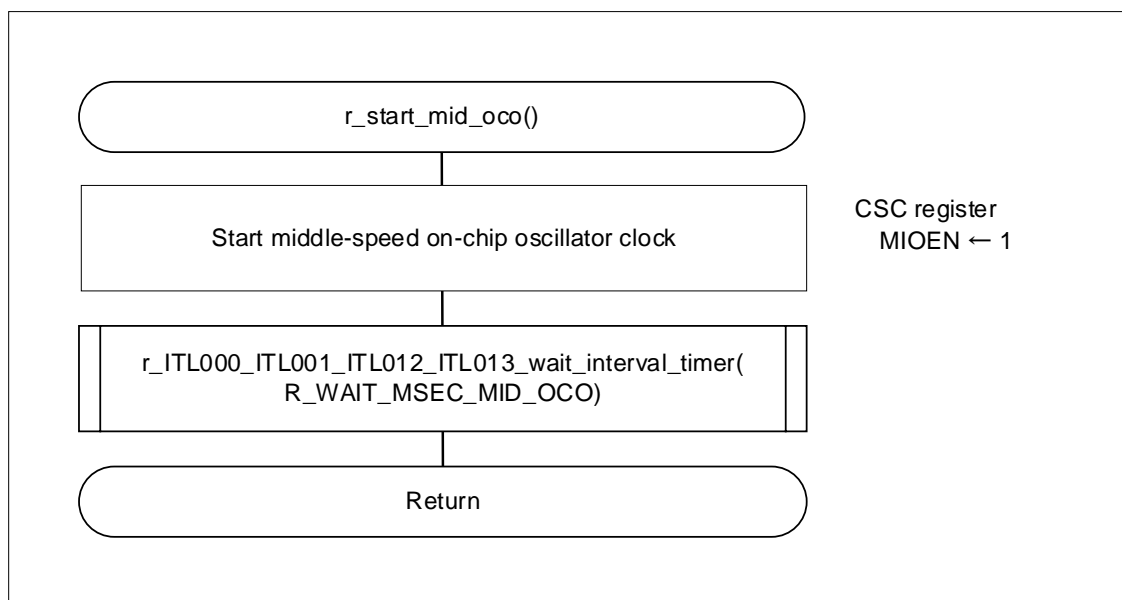 r_start_mid_oco()
Start middle-speed on-chip oscillator clock
CSC register
MIOEN ← 1
r_ITL000_ITL001_ITL012_ITL013_wait_interval_timer(
R_WAIT_MSEC_MID_OCO)
Return